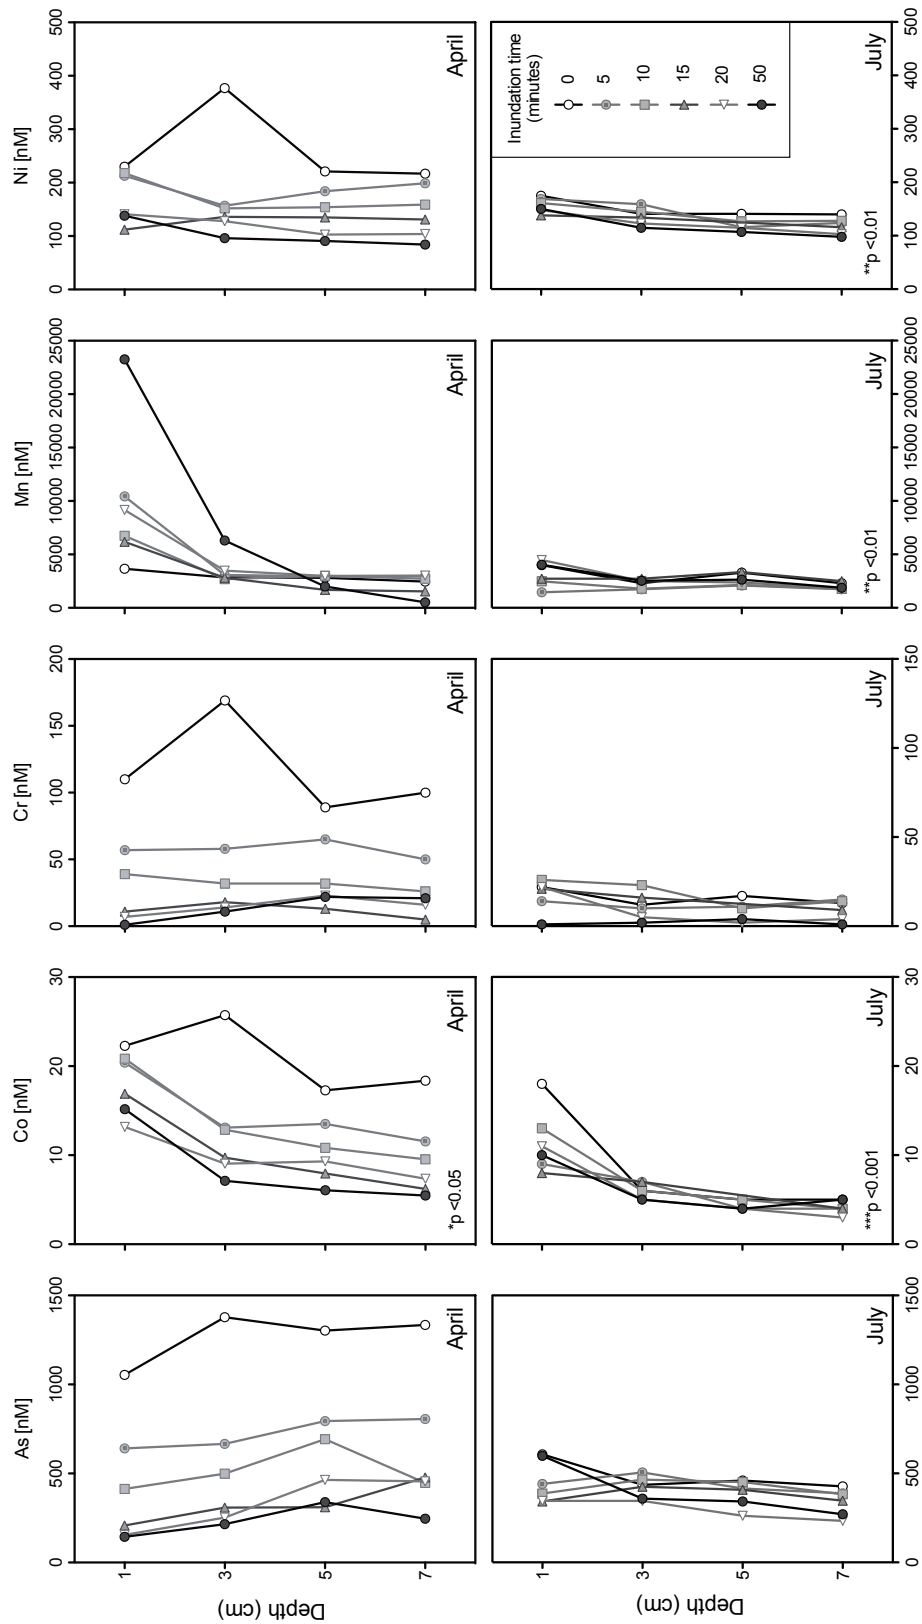 As [nM]
Co [nM]
Cr [nM]
Mn [nM]
Ni [nM]
0 500 1000 1500
0 10 20 30
0 50 100 150 200
0 5000 10000 15000 20000 25000
0 100 200 300 400 500
Depth (cm)
1
3
5
7
April
*p <0.05
April
April
April
April
Depth (cm)
1
3
5
7
July
***p <0.001
July
July
**p <0.01
July
**p <0.01
July
Inundation time
(minutes)
0
5
10
15
20
50
0 500 1000 1500
0 10 20 30
0 50 100 150
0 5000 10000 15000 20000 25000
0 100 200 300 400 500